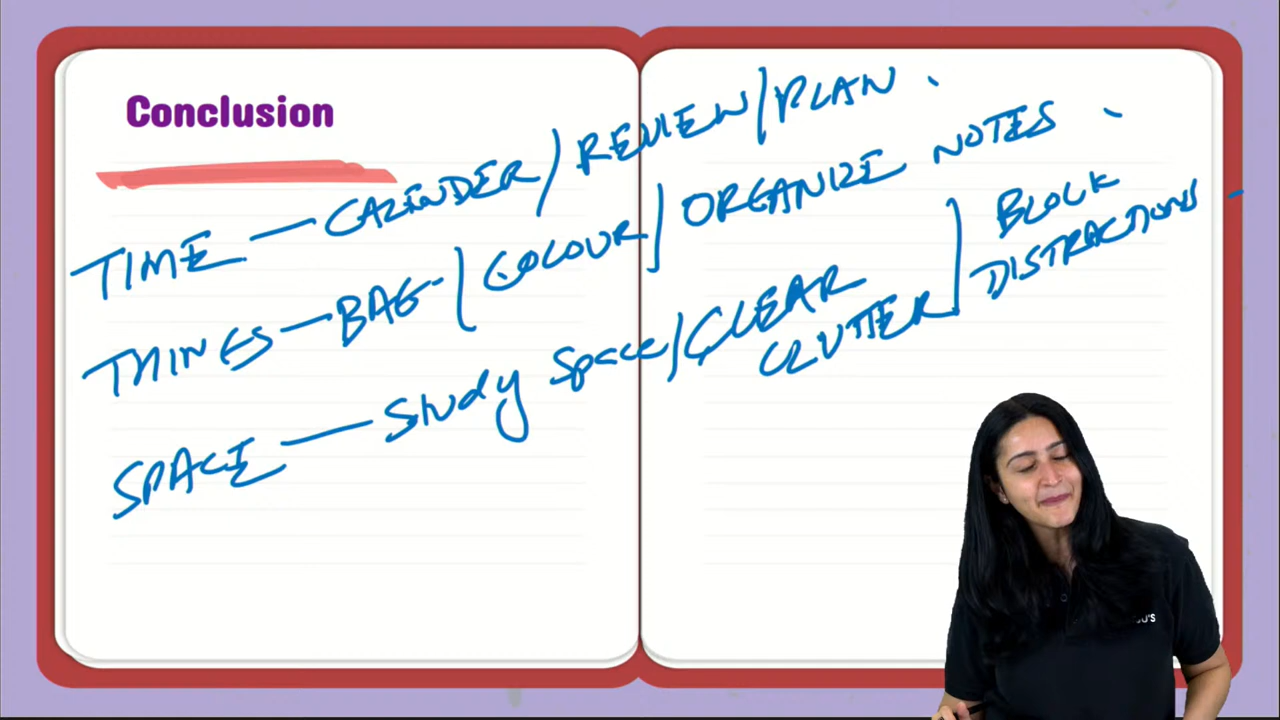 Conclusion
TIME — CALENDER / REVIEW / PLAN .
THINGS — BAG / COLOUR / ORGANIZE NOTES .
SPACE — Study Space / CLEAR CLUTTER / BLOCK DISTRACTIONS -